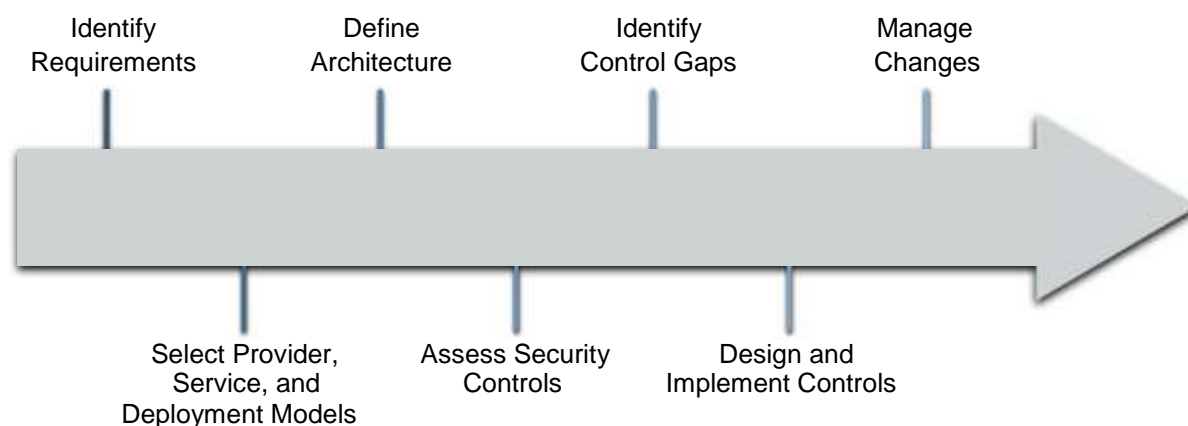 Identify
Requirements
Define
Architecture
Identify
Control Gaps
Manage
Changes
Select Provider,
Service, and
Deployment Models
Assess Security
Controls
Design and
Implement Controls